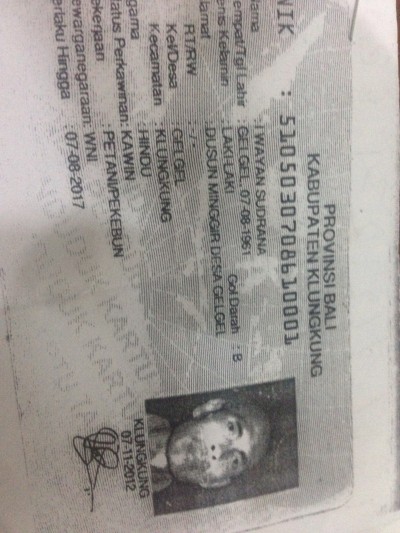 PROVINSI BALI
KABUPATEN KLUNGKUNG
NIK : 5105030708610001
Nama : I WAYAN SUDRANA
Tempat/Tgl Lahir : GELGEL, 07-08-1961
Jenis Kelamin : LAKI-LAKI Gol Darah : B
Alamat : DUSUN MINGGIR DESA GELGEL
RT/RW : -/-
Kel/Desa : GELGEL
Kecamatan : KLUNGKUNG
Agama : HINDU
Status Perkawinan: KAWIN
Pekerjaan : PETANI/PEKEBUN
Kewarganegaraan: WNI
Berlaku Hingga : 07-08-2017
KLUNGKUNG
07-11-2012